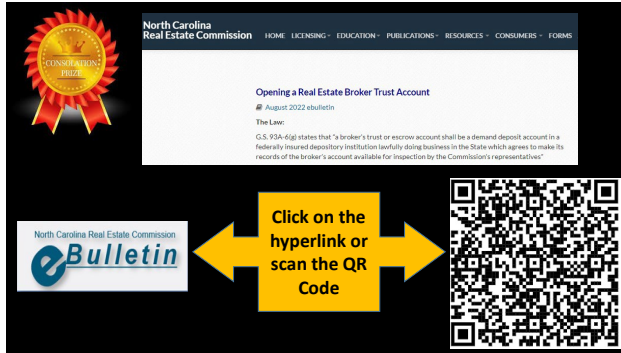 CONSOLATION
PRIZE
North Carolina
Real Estate Commission
HOME LICENSING EDUCATION PUBLICATIONS RESOURCES CONSUMERS FORMS
Opening a Real Estate Broker Trust Account
August 2022 ebulletin
The Law:
G.S. 93A-6(g) states that "a broker's trust or escrow account shall be a demand deposit account in a
federally insured depository institution lawfully doing business in the State which agrees to make its
records of the broker's account available for inspection by the Commission's representatives"
North Carolina Real Estate Commission
eBulletin
Click on the
hyperlink or
scan the QR
Code